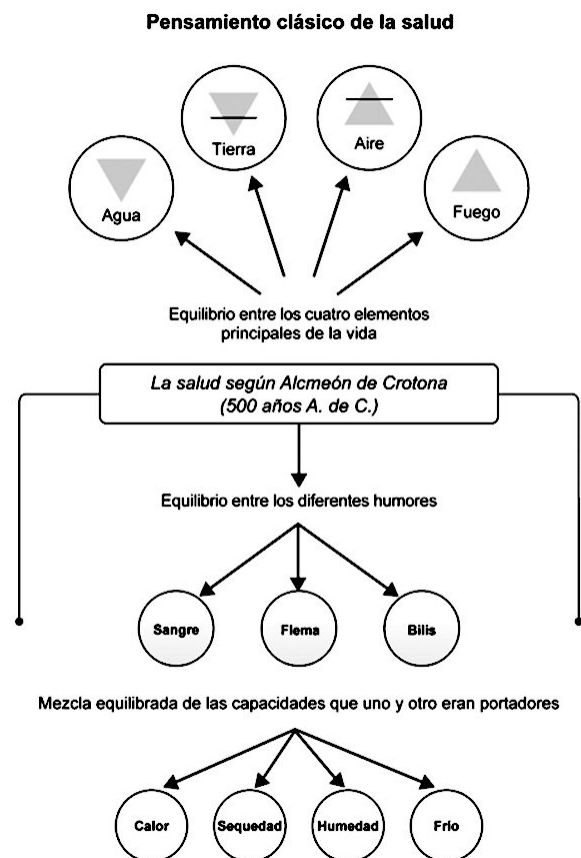 Pensamiento clásico de la salud
Agua
Tierra
Aire
Fuego
Equilibrio entre los cuatro elementos
principales de la vida
La salud según Alcmeón de Crotona
(500 años A. de C.)
Equilibrio entre los diferentes humores
Sangre
Flema
Bilis
Mezcla equilibrada de las capacidades que uno y otro eran portadores
Calor
Sequedad
Humedad
Frío